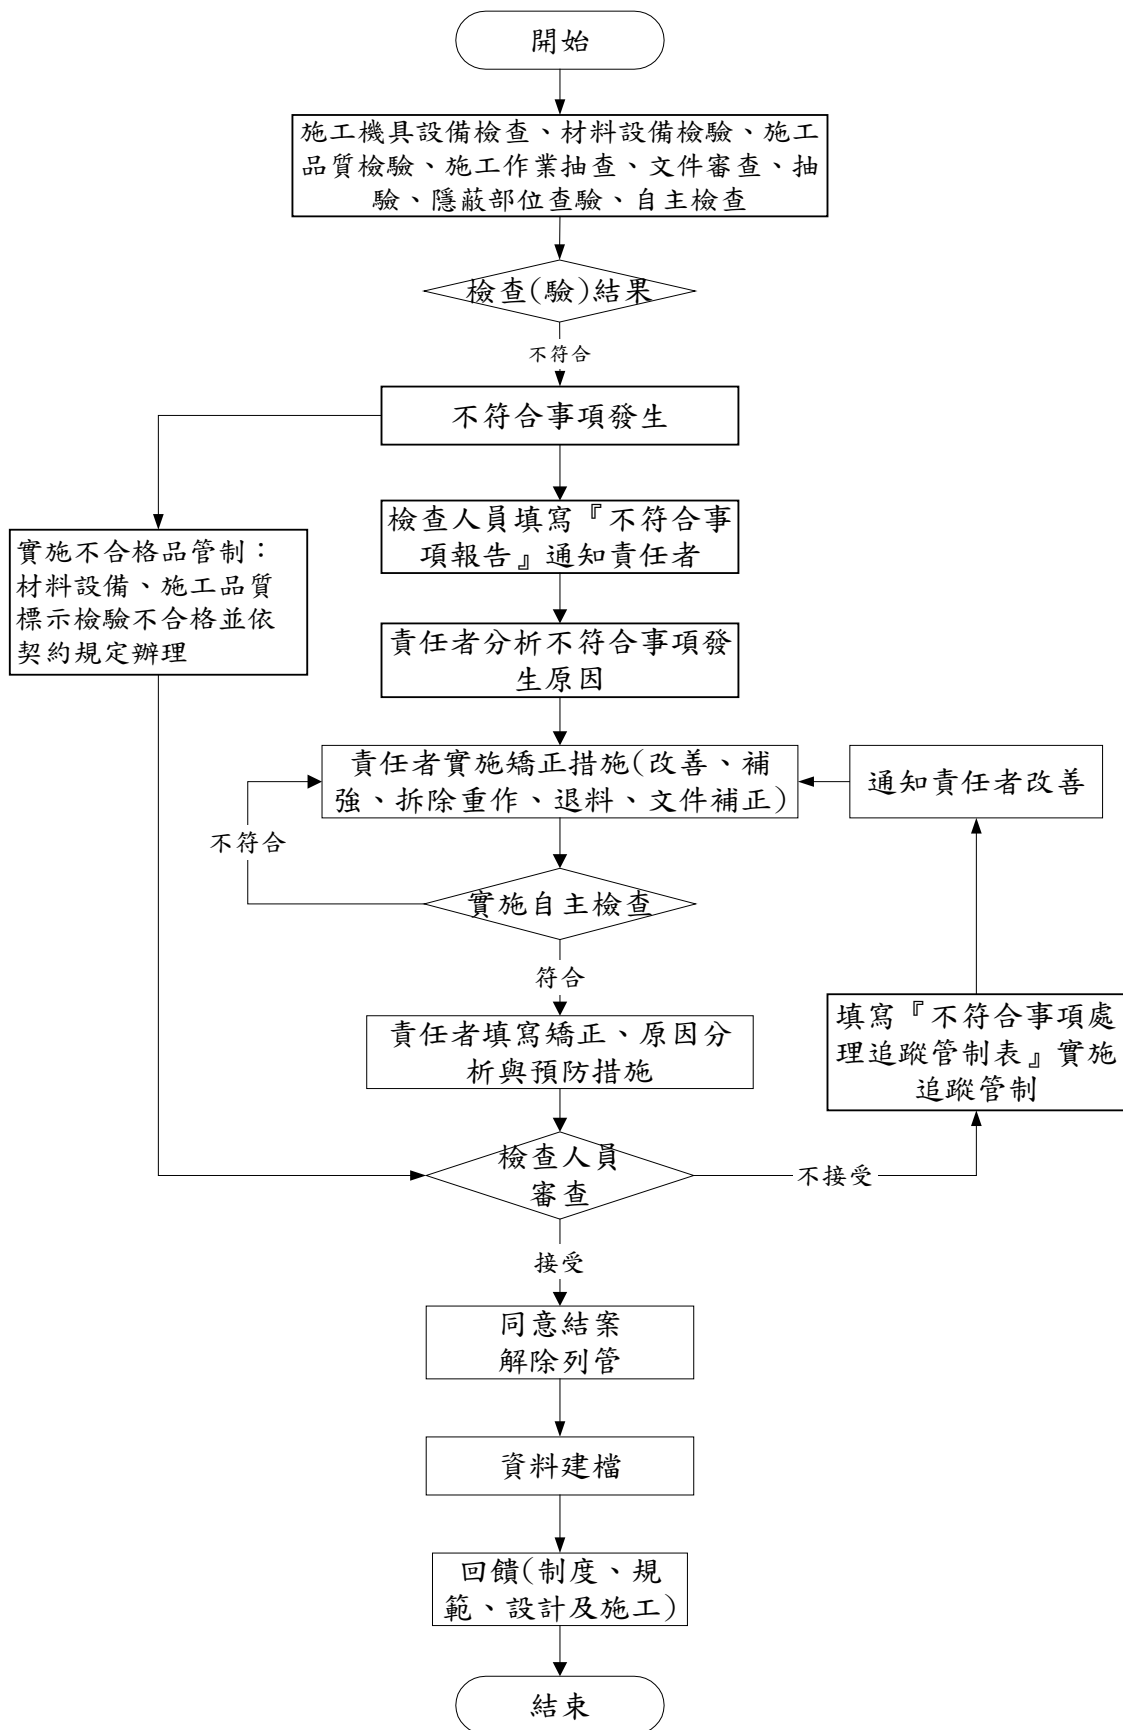 開始
施工機具設備檢查、材料設備檢驗、施工
品質檢驗、施工作業抽查、文件審查、抽
驗、隱蔽部位查驗、自主檢查
檢查(驗)結果
不符合
不符合事項發生
檢查人員填寫『不符合事
項報告』通知責任者
實施不合格品管制：
材料設備、施工品質
標示檢驗不合格並依
契約規定辦理
責任者分析不符合事項發
生原因
責任者實施矯正措施(改善、補
強、拆除重作、退料、文件補正)
通知責任者改善
不符合
實施自主檢查
符合
責任者填寫矯正、原因分
析與預防措施
填寫『不符合事項處
理追蹤管制表』實施
追蹤管制
檢查人員
審查
不接受
接受
同意結案
解除列管
資料建檔
回饋(制度、規
範、設計及施工)
結束